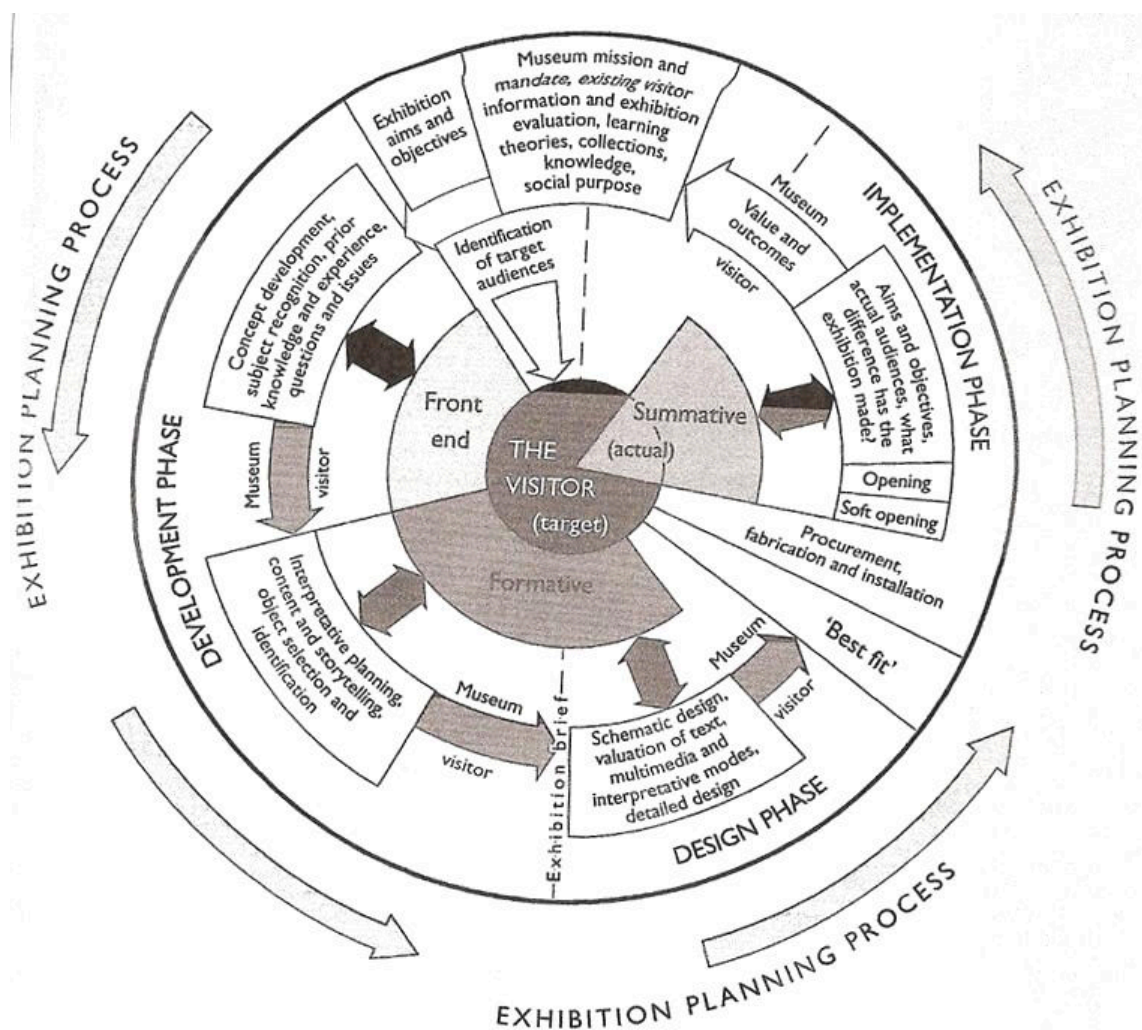 Museum mission and
mandate, existing visitor
information and exhibition
evaluation, learning
theories, collections,
knowledge,
social purpose
Exhibition
aims and
objectives
Identification
of target
audiences
Concept development,
subject recognition, prior
knowledge and experience,
questions and issues
Front
end
THE
VISITOR
(target)
Summative
(actual)
Formative
Museum
visitor
Interpretative planning,
content and storytelling,
object selection and
identification
Museum
visitor
Exhibition brief
Schematic design,
valuation of text,
multimedia and
interpretative modes,
detailed design
Museum
visitor
'Best fit'
Procurement,
fabrication and installation
Soft opening
Opening
Aims and objectives,
actual audiences, what
difference has the
exhibition made?
Museum
Value and
outcomes
visitor
DEVELOPMENT PHASE
DESIGN PHASE
IMPLEMENTATION PHASE
EXHIBITION PLANNING PROCESS
EXHIBITION PLANNING PROCESS
EXHIBITION PLANNING PROCESS